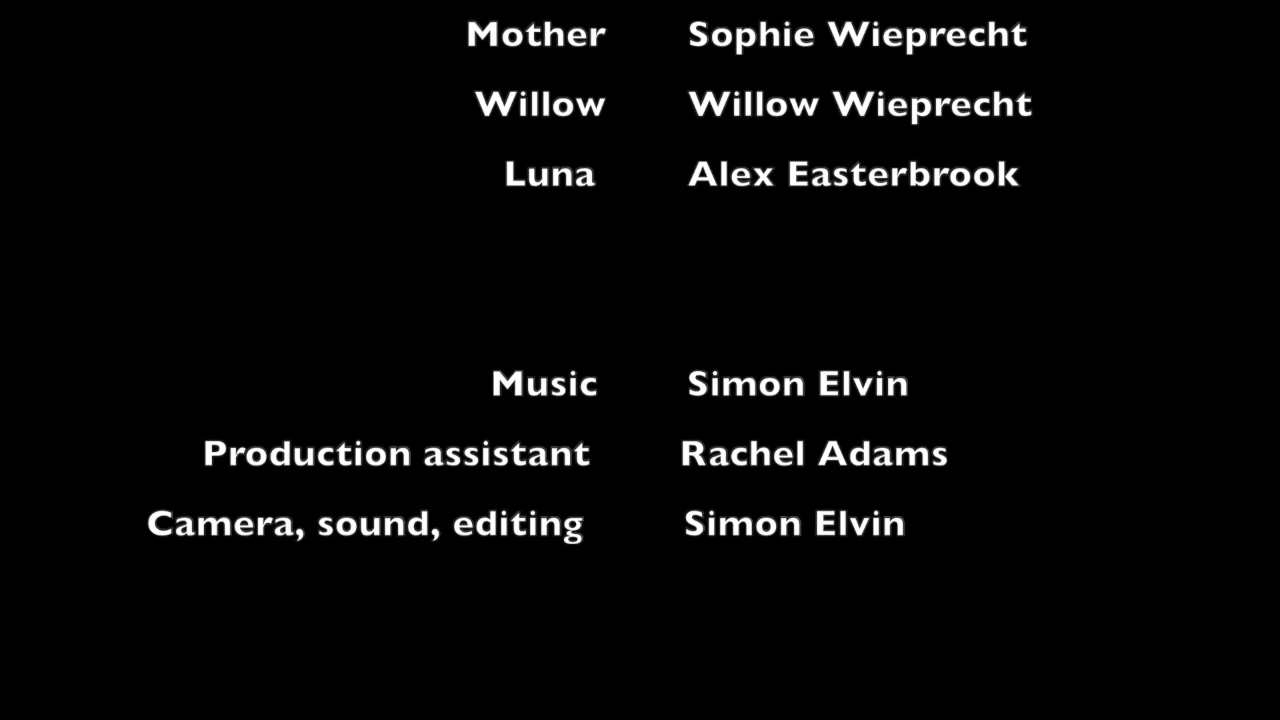 Mother Sophie Wieprecht
Willow Willow Wieprecht
Luna Alex Easterbrook
Music Simon Elvin
Production assistant Rachel Adams
Camera, sound, editing Simon Elvin